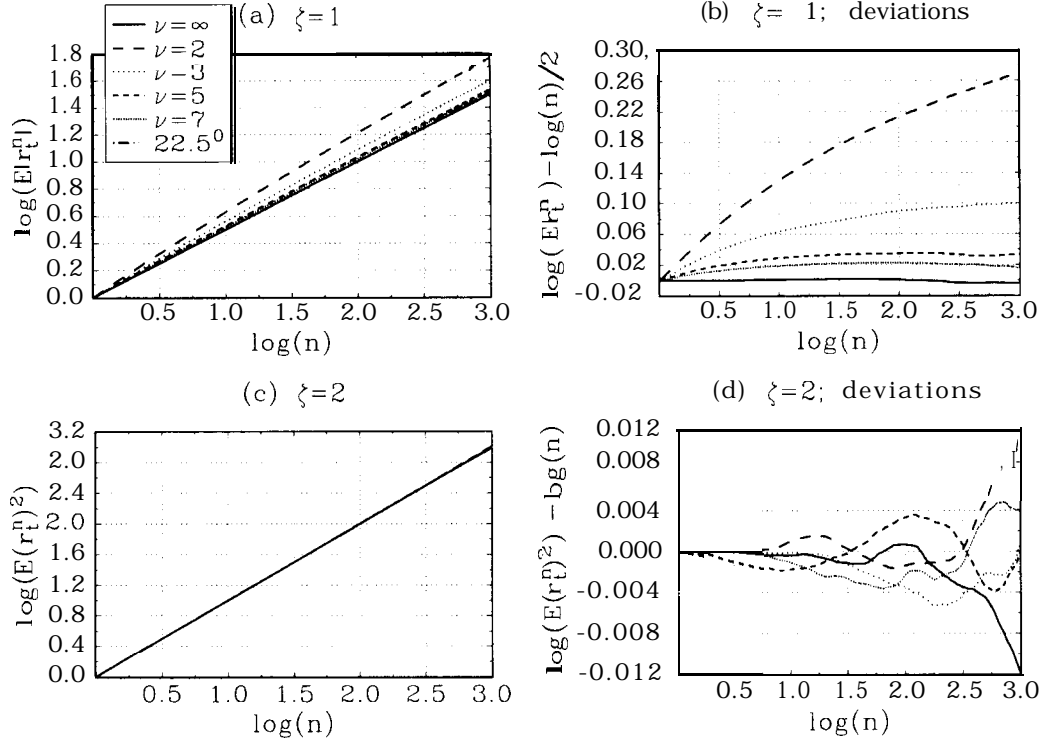 (a) ζ=1
ν=∞
ν=2
ν−3
ν=5
ν=7
22.5⁰
1.8
1.6
1.4
1.2
1.0
0.8
0.6
0.4
0.2
0.0
log(E|r_t^n|)
0.5 1.0 1.5 2.0 2.5 3.0
log(n)
(b) ζ= 1; deviations
0.30,
0.26
0.22
0.18
0.14
0.10
0.06
0.02
-0.02
log(E|r_t^n)−log(n)/2
0.5 1.0 1.5 2.0 2.5 3.0
log(n)
(c) ζ=2
3.2
2.0
2.4
2.0
1.6
1.2
0.8
0.4
0.0
log(E(r_t^n)²)
0.5 1.0 1.5 2.0 2.5 3.0
log(n)
(d) ζ=2; deviations
0.012
0.008
0.004
0.000
-0.004
-0.008
-0.012
log(E(r_t^n)²) −bg(n)
0.5 1.0 1.5 2.0 2.5 3.0
log(n)